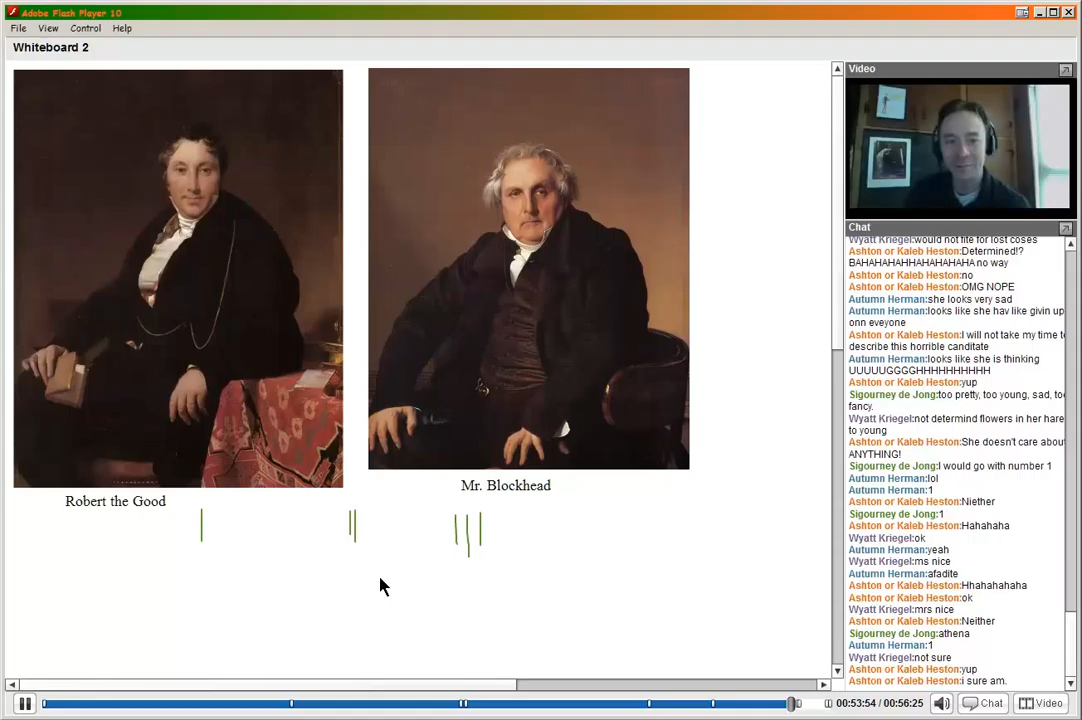 Adobe Flash Player 10
File View Control Help
Whiteboard 2
Robert the Good
Mr. Blockhead
Video
Chat
Wyatt Kriegel:would not fite for lost coses
Ashton or Kaleb Heston:Determined!?
BAHAHAHAHHAHAHAHAHA no way
Ashton or Kaleb Heston:no
Ashton or Kaleb Heston:OMG NOPE
Autumn Herman:she looks very sad
Autumn Herman:looks like she hav like givin up
onn eveyone
Ashton or Kaleb Heston:I will not take my time to
describe this horrible canditate
Autumn Herman:looks like she is thinking
UUUUUGGGGHHHHHHHHHH
Ashton or Kaleb Heston:yup
Sigourney de Jong:too pretty, too young, sad, too
fancy.
Wyatt Kriegel:not determind flowers in her hare
to young
Ashton or Kaleb Heston:She doesn't care about
ANYTHING!
Sigourney de Jong:I would go with number 1
Autumn Herman:lol
Autumn Herman:1
Ashton or Kaleb Heston:Niether
Sigourney de Jong:1
Ashton or Kaleb Heston:Hahahaha
Wyatt Kriegel:ok
Autumn Herman:yeah
Wyatt Kriegel:ms nice
Autumn Herman:afadite
Ashton or Kaleb Heston:Hhahahahaha
Ashton or Kaleb Heston:ok
Wyatt Kriegel:mrs nice
Ashton or Kaleb Heston:Neither
Sigourney de Jong:athena
Autumn Herman:1
Wyatt Kriegel:not sure
Ashton or Kaleb Heston:yup
Ashton or Kaleb Heston:i sure am.
00:53:54 / 00:56:25
Chat
Video